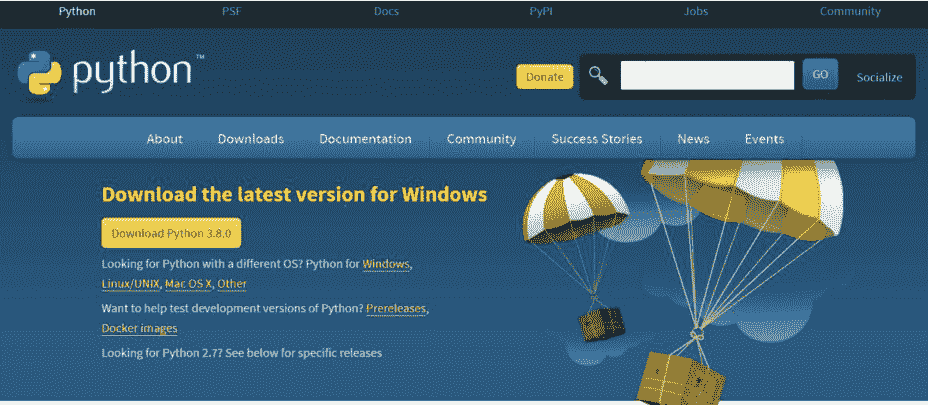 Python PSF Docs PyPI Jobs Community
python™
Donate GO Socialize
About Downloads Documentation Community Success Stories News Events
Download the latest version for Windows
Download Python 3.8.0
Looking for Python with a different OS? Python for Windows,
Linux/UNIX, Mac OS X, Other
Want to help test development versions of Python? Prereleases,
Docker images
Looking for Python 2.7? See below for specific releases